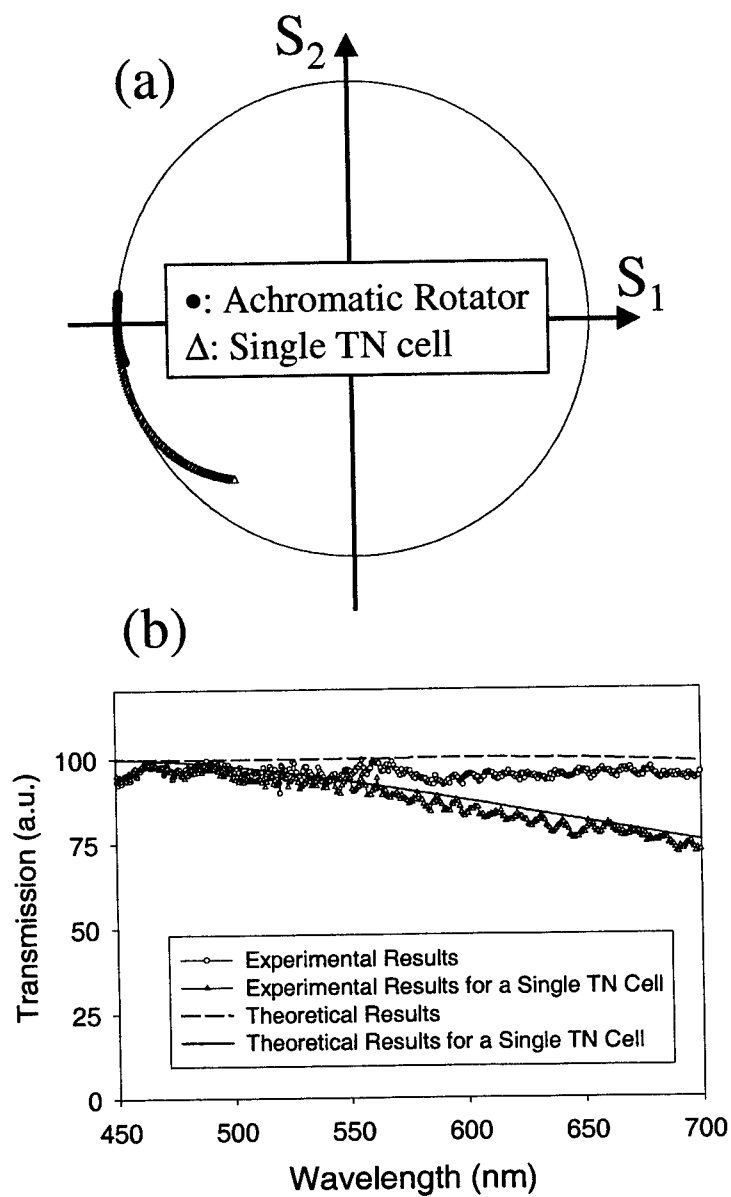 (a)
S2
S1
●: Achromatic Rotator
Δ: Single TN cell
(b)
Transmission (a.u.)
100
75
50
25
0
Experimental Results
Experimental Results for a Single TN Cell
Theoretical Results
Theoretical Results for a Single TN Cell
450 500 550 600 650 700
Wavelength (nm)